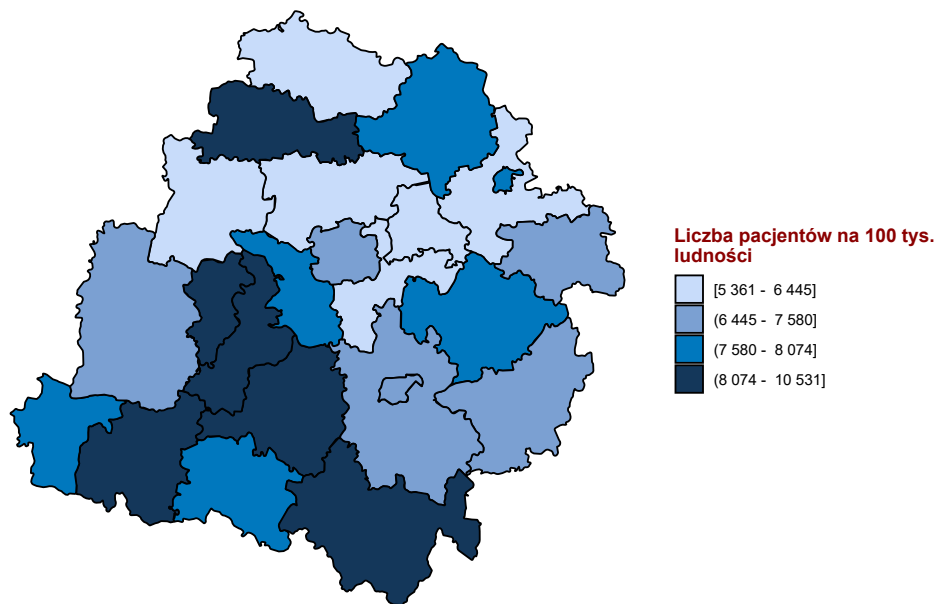 Liczba pacjentów na 100 tys.
ludności
[5 361 - 6 445]
(6 445 - 7 580]
(7 580 - 8 074]
(8 074 - 10 531]